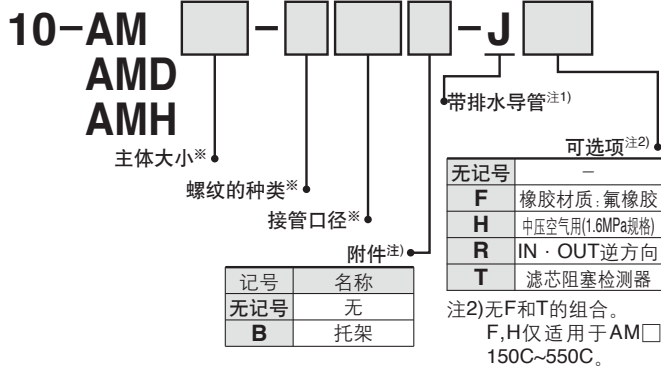 10-AM□-□□□-J□
AMD
AMH
带排水导管注1)
主体大小※
可选项注2)
螺纹的种类※
接管口径※
附件注)
记号 名称
无记号 无
B 托架
无记号 −
F 橡胶材质:氟橡胶
H 中压空气用(1.6MPa规格)
R IN · OUT逆方向
T 滤芯阻塞检测器
注2)无F和T的组合。
F,H仅适用于AM□
150C~550C。